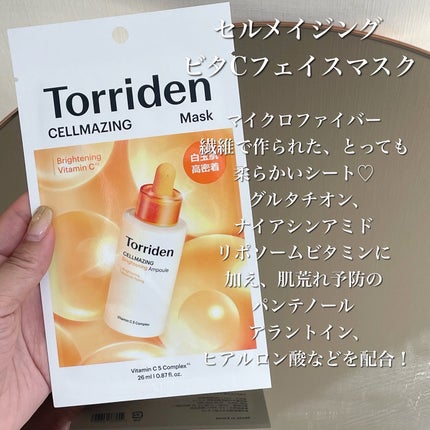 セルメイジング
ビタCフェイスマスク
マイクロファイバー
繊維で作られた、とっても
柔らかいシート♡
グルタチオン、
ナイアシンアミド
リポソームビタミンに
加え、肌荒れ予防の
パンテノール
アラントイン、
ヒアルロン酸などを配合！
Torriden
CELLMAZING Mask
Brightening
Vitamin C
白玉肌
高密着
Torriden
CELLMAZING
Brightening Ampoule
Vitamin C 5 Complex
Vitamin C 5 Complex
26 ml | 0.87 fl. oz.